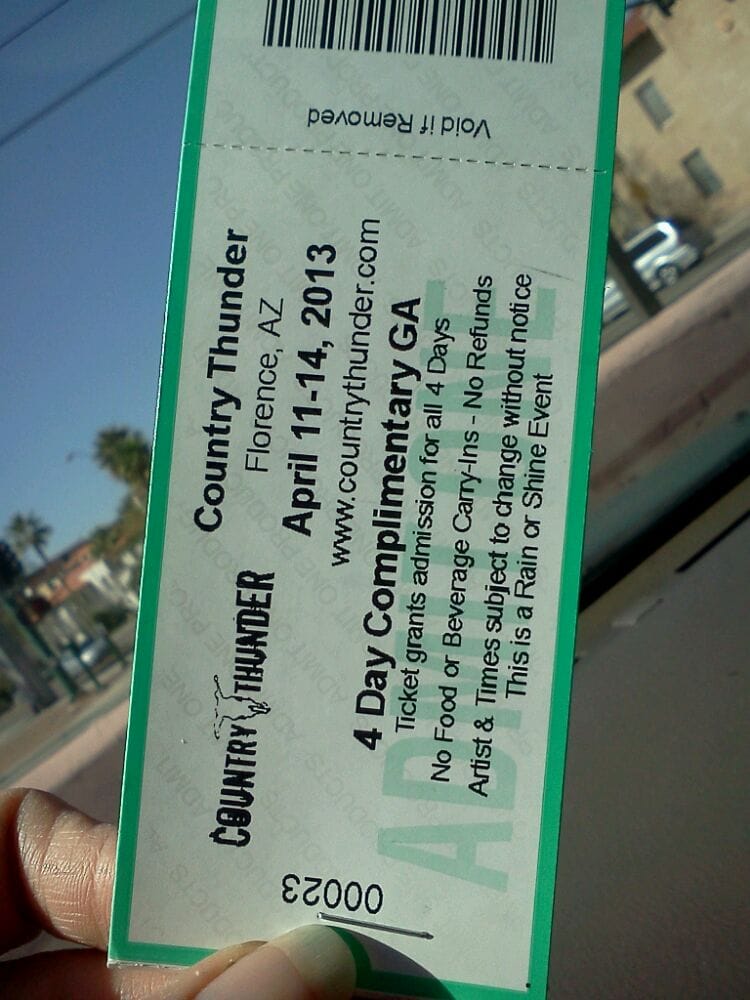 Void if Removed
COUNTRY THUNDER
Country Thunder
Florence, AZ
April 11-14, 2013
www.countrythunder.com
4 Day Complimentary GA
Ticket grants admission for all 4 Days
No Food or Beverage Carry-Ins - No Refunds
Artist & Times subject to change without notice
This is a Rain or Shine Event
ADMIT ONE
00023